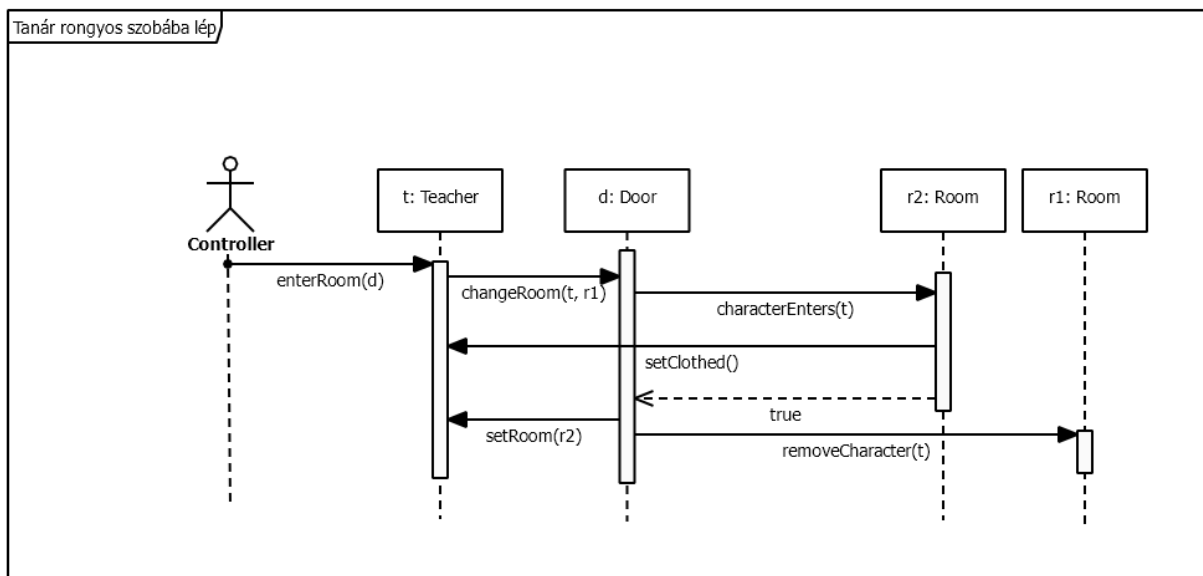 Tanár rongyos szobába lép
t: Teacher
d: Door
r2: Room
r1: Room
Controller
enterRoom(d)
changeRoom(t, r1)
characterEnters(t)
setClothed()
true
setRoom(r2)
removeCharacter(t)